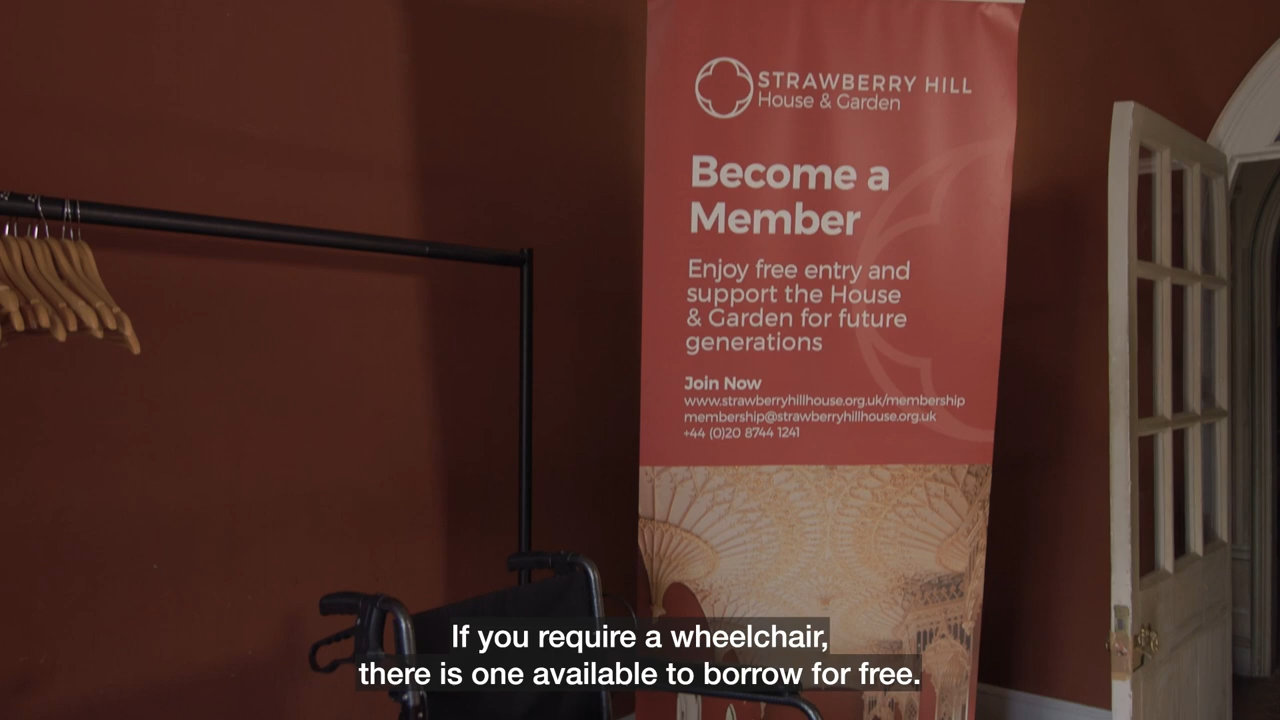 STRAWBERRY HILL
House & Garden
Become a
Member
Enjoy free entry and
support the House
& Garden for future
generations
Join Now
www.strawberryhillhouse.org.uk/membership
membership@strawberryhillhouse.org.uk
+44 (0)20 8744 1241
If you require a wheelchair,
there is one available to borrow for free.